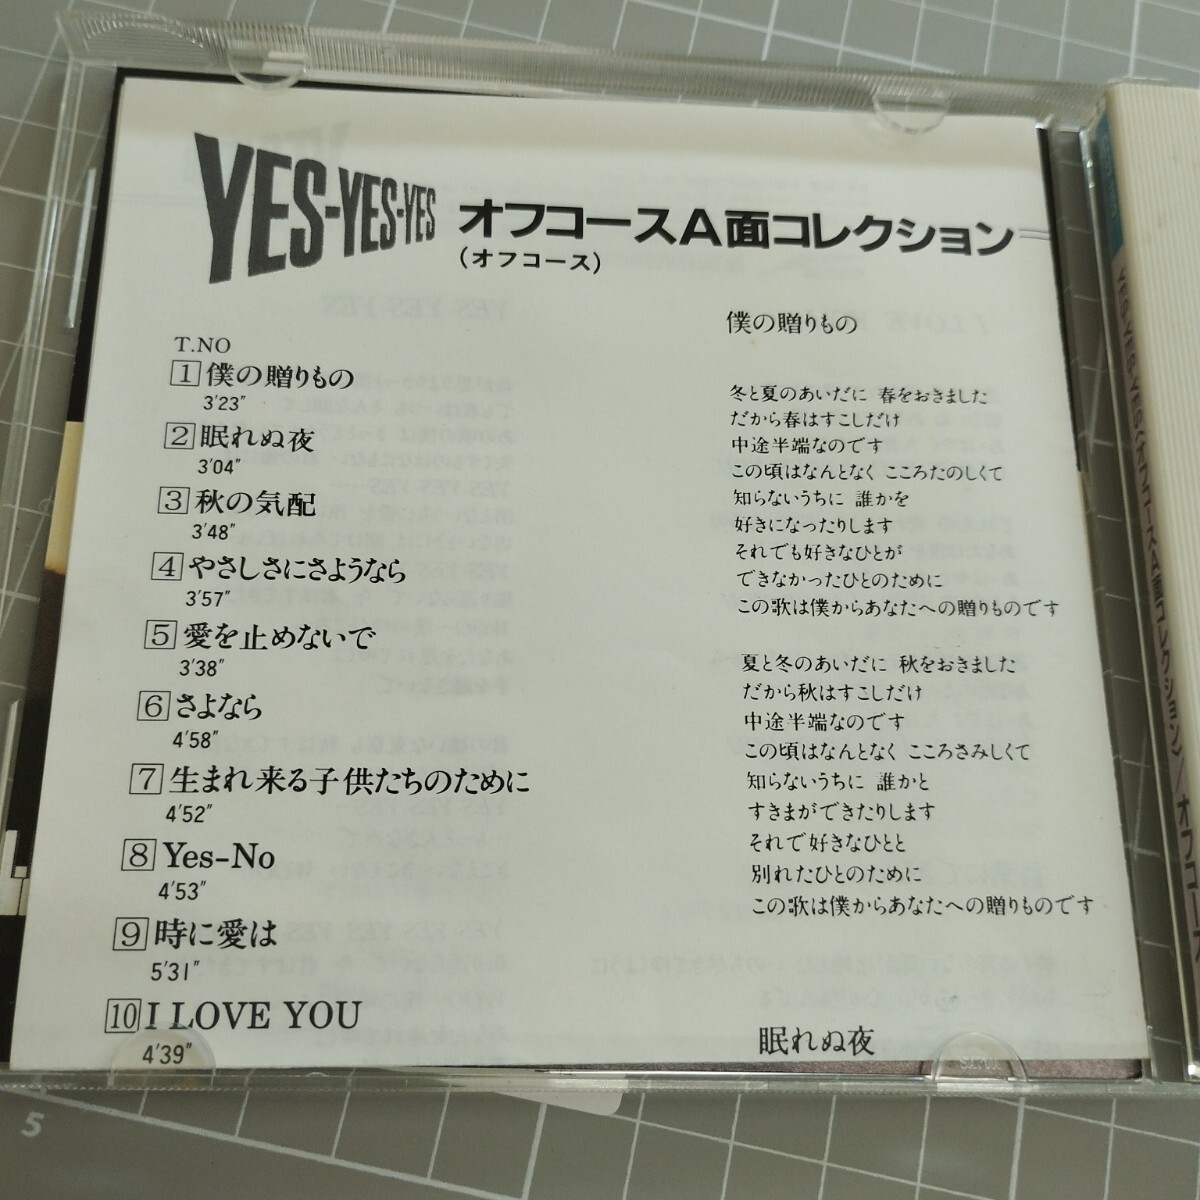 YES-YES-YES オフコースA面コレクション
(オフコース)
T.NO
1 僕の贈りもの
3'23"
2 眠れぬ夜
3'04"
3 秋の気配
3'48"
4 やさしさにさようなら
3'57"
5 愛を止めないで
3'38"
6 さよなら
4'58"
7 生まれ来る子供たちのために
4'52"
8 Yes-No
4'53"
9 時に愛は
5'31"
10 I LOVE YOU
4'39"
僕の贈りもの
冬と夏のあいだに 春をおきました
だから春はすこしだけ
中途半端なのです
この頃はなんとなく こころたのしくて
知らないうちに 誰かを
好きになったりします
それでも好きなひとが
できなかったひとのために
この歌は僕からあなたへの贈りものです
夏と冬のあいだに 秋をおきました
だから秋はすこしだけ
中途半端なのです
この頃はなんとなく こころさみしくて
知らないうちに 誰かと
すきまができたりします
それで好きなひとと
別れたひとのために
この歌は僕からあなたへの贈りものです
眠れぬ夜
YES-YES-YES〈オフコースA面コレクション〉/オフコース
5